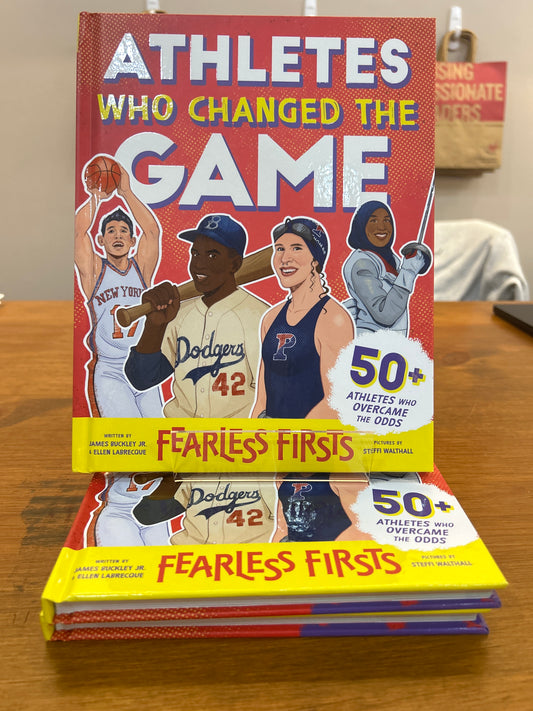 ATHLETES
WHO CHANGED THE
GAME
B
NEW YORK
17
Dodgers
42
P
50+
ATHLETES WHO
OVERCAME
THE ODDS
WRITTEN BY
JAMES BUCKLEY JR.
& ELLEN LABRECQUE
FEARLESS FIRSTS
PICTURES BY
STEFFI WALTHALL
Dodgers
42
50+
ATHLETES WHO
OVERCAME
THE ODDS
WRITTEN BY
JAMES BUCKLEY JR.
& ELLEN LABRECQUE
FEARLESS FIRSTS
PICTURES BY
STEFFI WALTHALL